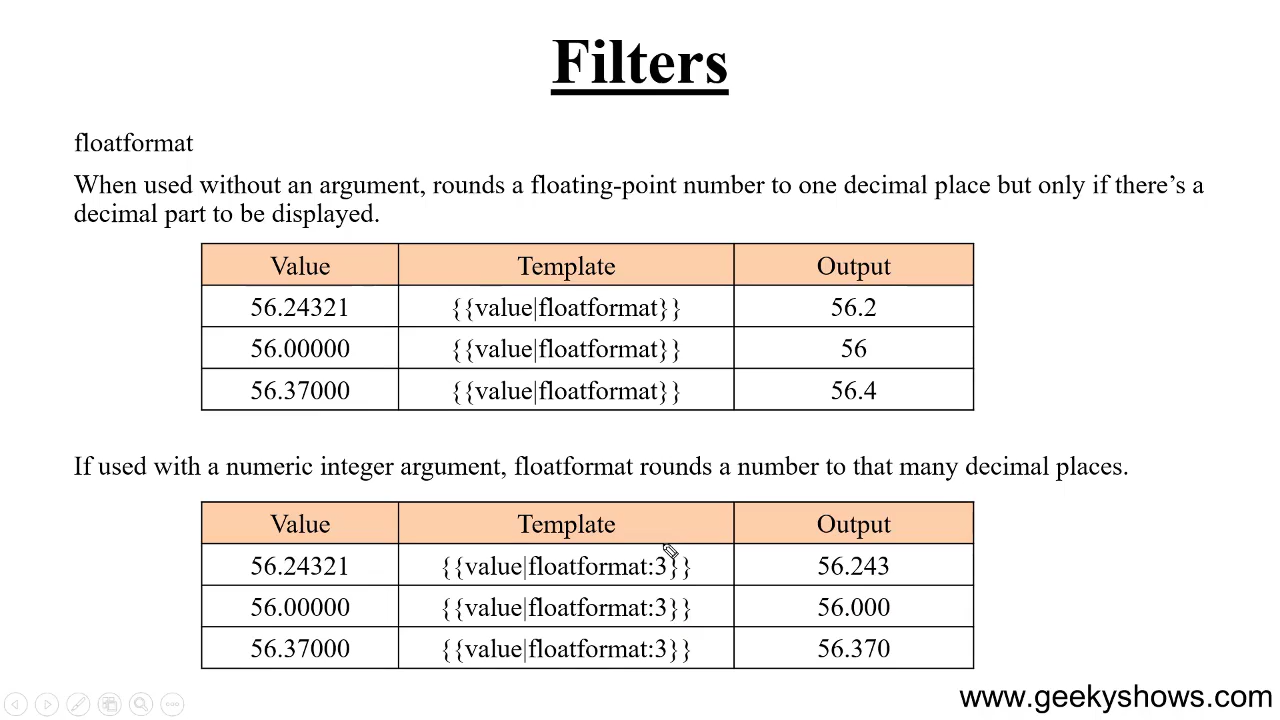 Filters
floatformat
When used without an argument, rounds a floating-point number to one decimal place but only if there’s a
decimal part to be displayed.
Value Template Output
56.24321 {{value|floatformat}} 56.2
56.00000 {{value|floatformat}} 56
56.37000 {{value|floatformat}} 56.4
If used with a numeric integer argument, floatformat rounds a number to that many decimal places.
Value Template Output
56.24321 {{value|floatformat:3}} 56.243
56.00000 {{value|floatformat:3}} 56.000
56.37000 {{value|floatformat:3}} 56.370
www.geekyshows.com